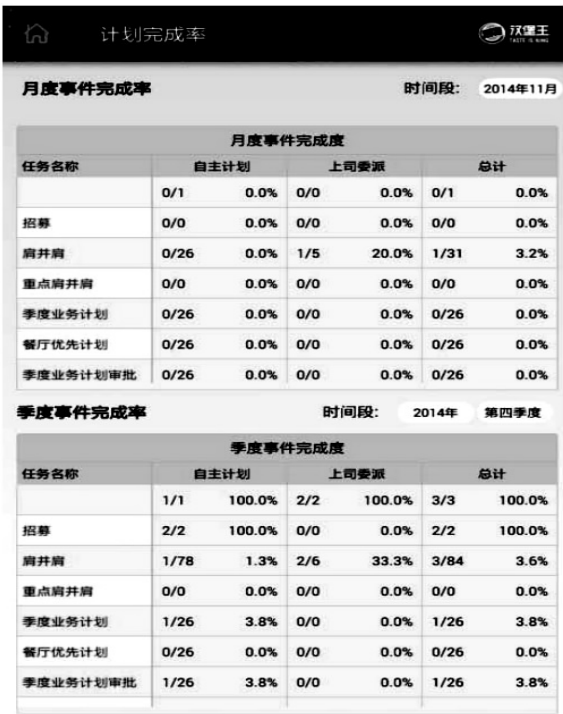 计划完成率
汉堡王
TASTE IS KING
月度事件完成率 时间段: 2014年11月
月度事件完成度
任务名称 自主计划 上司委派 总计
0/1 0.0% 0/0 0.0% 0/1 0.0%
招募 0/0 0.0% 0/0 0.0% 0/0 0.0%
肩并肩 0/26 0.0% 1/5 20.0% 1/31 3.2%
重点肩并肩 0/0 0.0% 0/0 0.0% 0/0 0.0%
季度业务计划 0/26 0.0% 0/0 0.0% 0/26 0.0%
餐厅优先计划 0/26 0.0% 0/0 0.0% 0/26 0.0%
季度业务计划审批 0/26 0.0% 0/0 0.0% 0/26 0.0%
季度事件完成率 时间段: 2014年 第四季度
季度事件完成度
任务名称 自主计划 上司委派 总计
1/1 100.0% 2/2 100.0% 3/3 100.0%
招募 2/2 100.0% 0/0 0.0% 2/2 100.0%
肩并肩 1/78 1.3% 2/6 33.3% 3/84 3.6%
重点肩并肩 0/0 0.0% 0/0 0.0% 0/0 0.0%
季度业务计划 1/26 3.8% 0/0 0.0% 1/26 3.8%
餐厅优先计划 0/26 0.0% 0/0 0.0% 0/26 0.0%
季度业务计划审批 1/26 3.8% 0/0 0.0% 1/26 3.8%